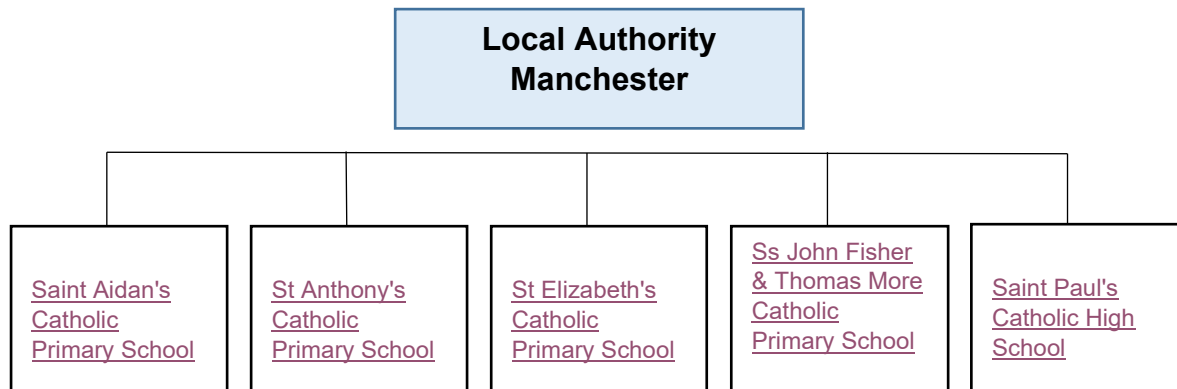 Local Authority
Manchester
Saint Aidan's
Catholic
Primary School
St Anthony's
Catholic
Primary School
St Elizabeth's
Catholic
Primary School
Ss John Fisher
& Thomas More
Catholic
Primary School
Saint Paul's
Catholic High
School